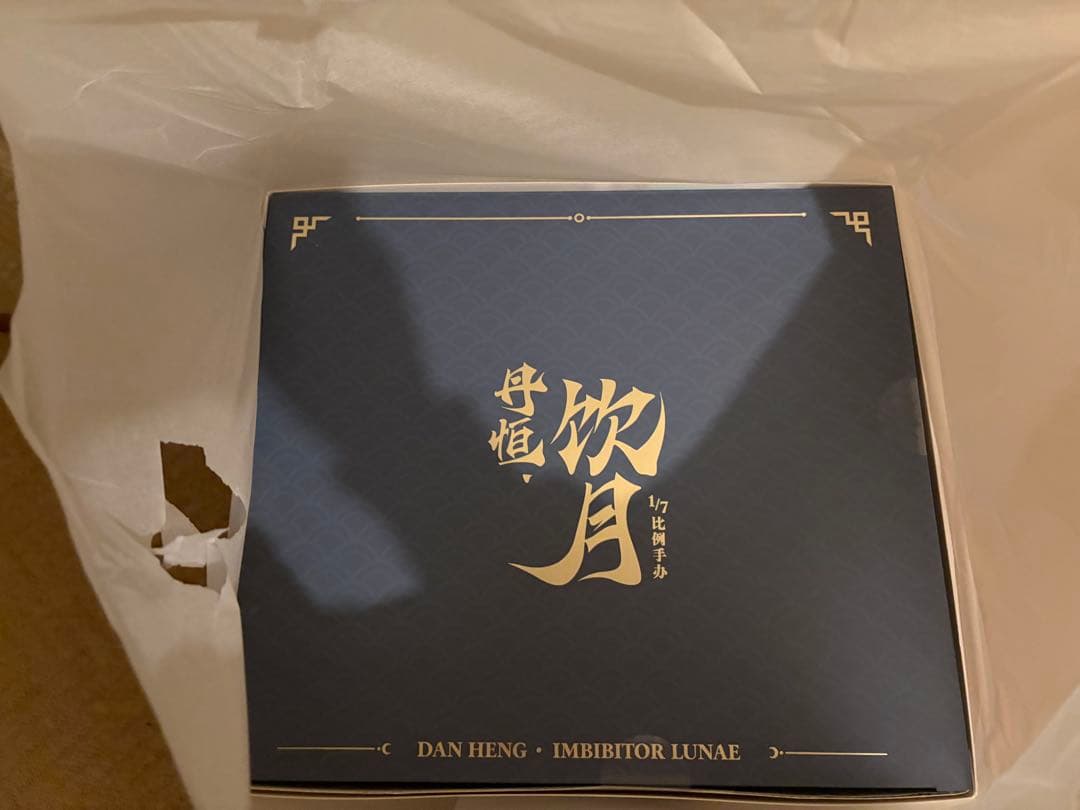 丹恒·
饮月
1/7比例手办
DAN HENG • IMBIBITOR LUNAE